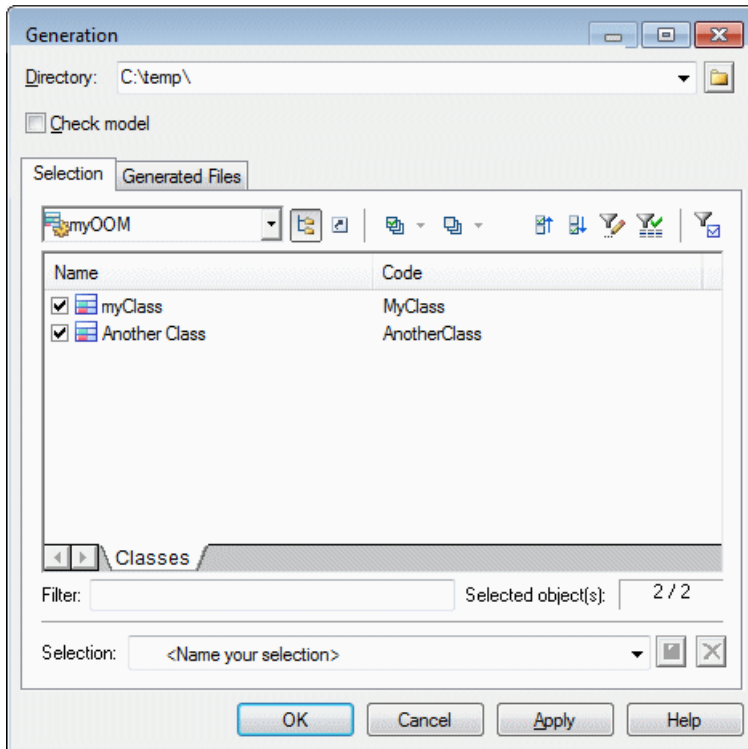 Generation
Directory: C:\temp\
Check model
Selection Generated Files
myOOM
Name Code
myClass MyClass
Another Class AnotherClass
Classes
Filter: Selected object(s): 2 / 2
Selection: <Name your selection>
OK Cancel Apply Help